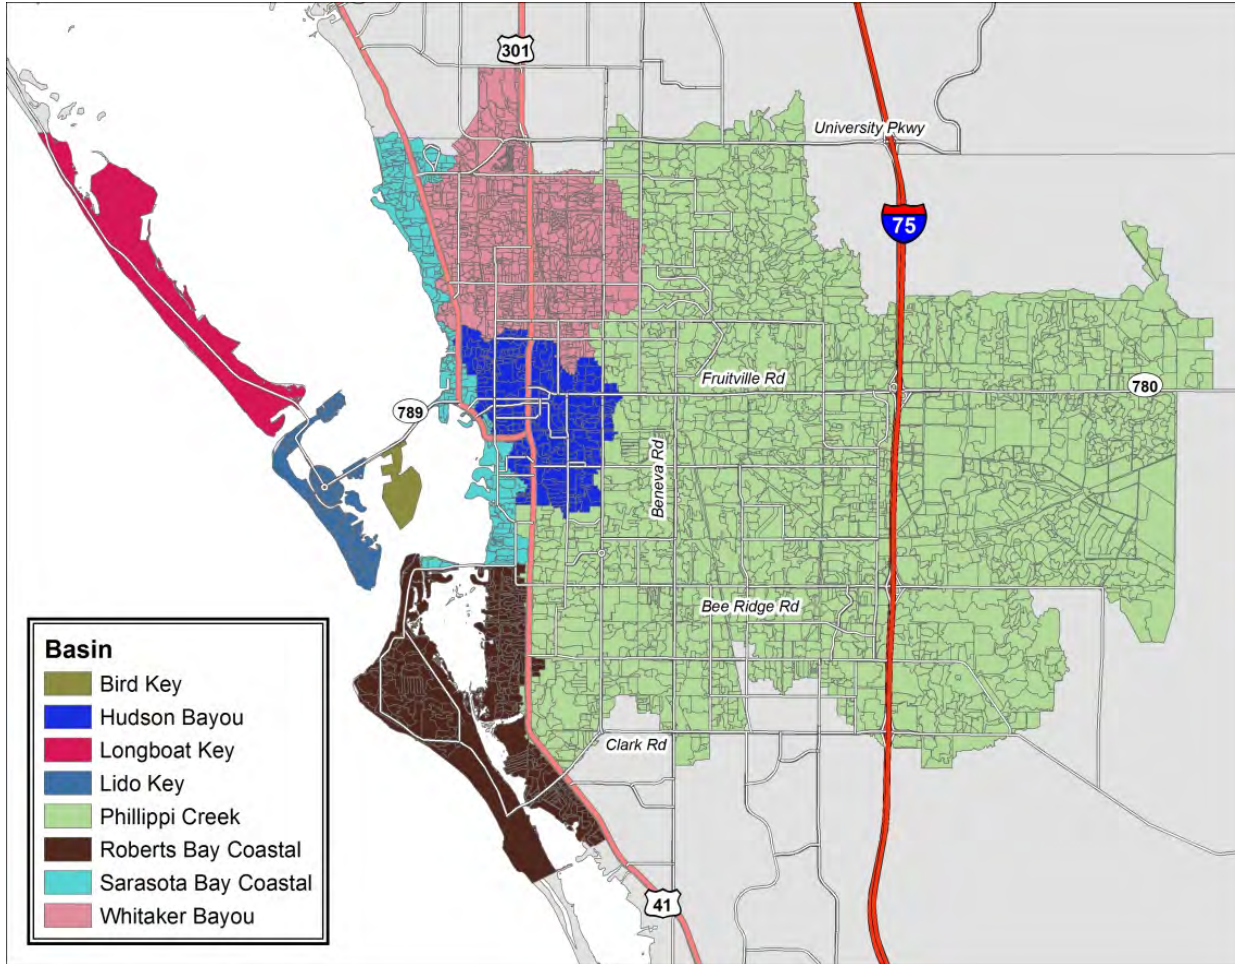 301
University Pkwy
75
Fruitville Rd
780
789
Beneva Rd
Bee Ridge Rd
Clark Rd
41
Basin
Bird Key
Hudson Bayou
Longboat Key
Lido Key
Phillippi Creek
Roberts Bay Coastal
Sarasota Bay Coastal
Whitaker Bayou